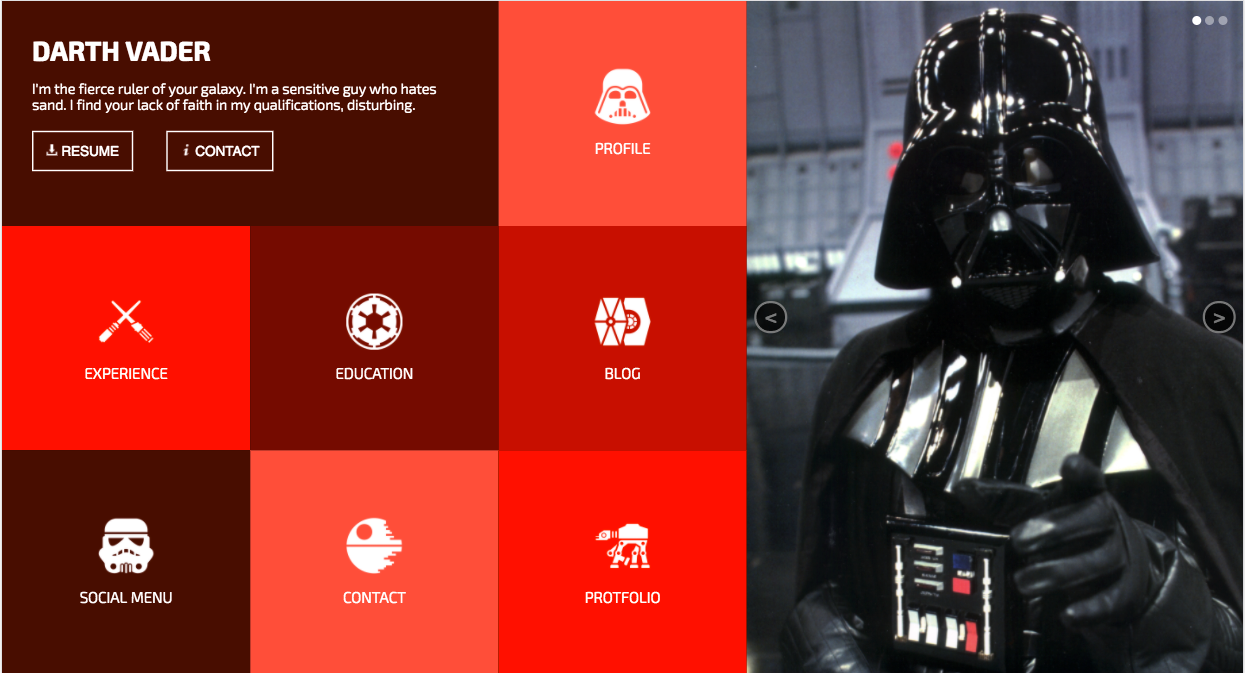 DARTH VADER
I'm the fierce ruler of your galaxy. I'm a sensitive guy who hates
sand. I find your lack of faith in my qualifications, disturbing.
RESUME
i CONTACT
PROFILE
EXPERIENCE
EDUCATION
BLOG
SOCIAL MENU
CONTACT
PROTFOLIO
<
>